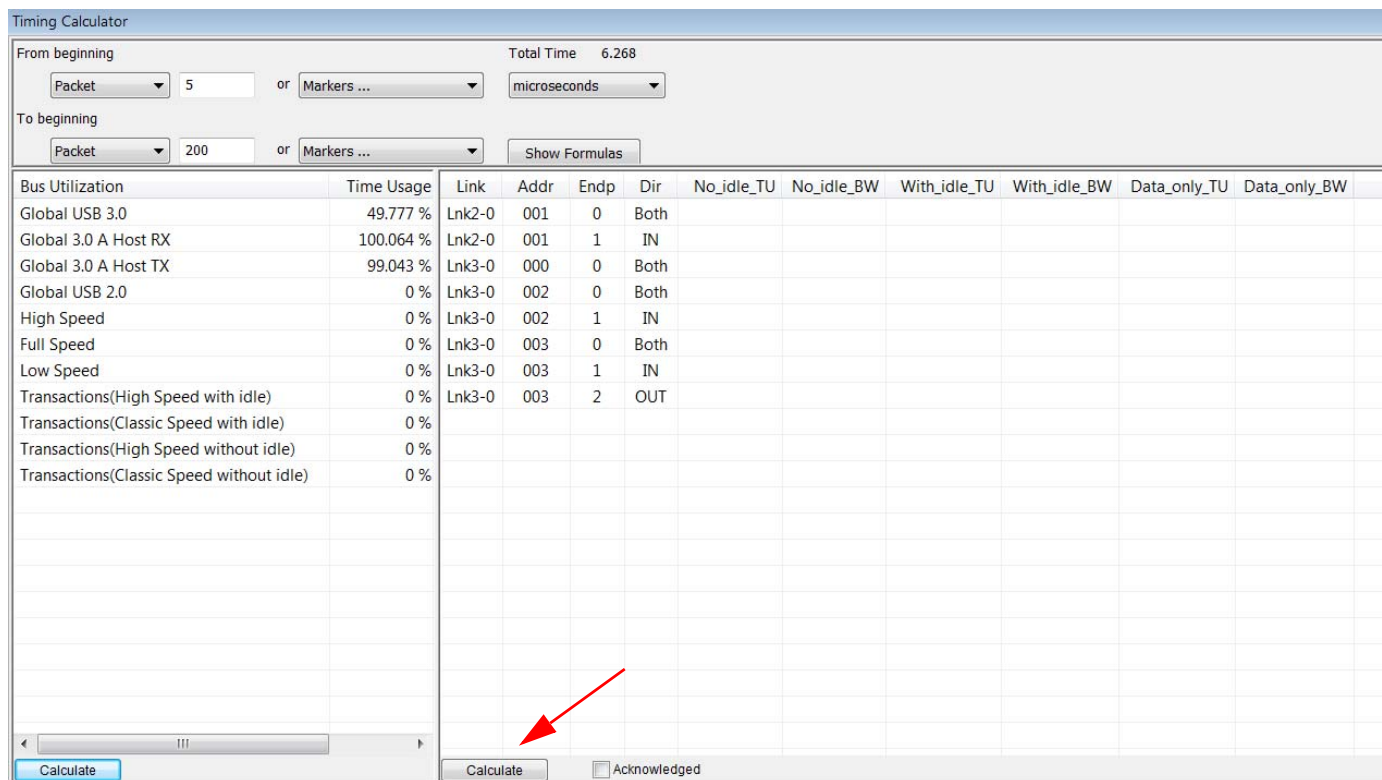 Timing Calculator
From beginning
Total Time 6.268
Packet 5 or Markers ... microseconds
To beginning
Packet 200 or Markers ... Show Formulas
Bus Utilization Time Usage
Global USB 3.0 49.777 %
Global 3.0 A Host RX 100.064 %
Global 3.0 A Host TX 99.043 %
Global USB 2.0 0 %
High Speed 0 %
Full Speed 0 %
Low Speed 0 %
Transactions(High Speed with idle) 0 %
Transactions(Classic Speed with idle) 0 %
Transactions(High Speed without idle) 0 %
Transactions(Classic Speed without idle) 0 %
Calculate
Link Addr Endp Dir No_idle_TU No_idle_BW With_idle_TU With_idle_BW Data_only_TU Data_only_BW
Lnk2-0 001 0 Both
Lnk2-0 001 1 IN
Lnk3-0 000 0 Both
Lnk3-0 002 0 Both
Lnk3-0 002 1 IN
Lnk3-0 003 0 Both
Lnk3-0 003 1 IN
Lnk3-0 003 2 OUT
Calculate Acknowledged